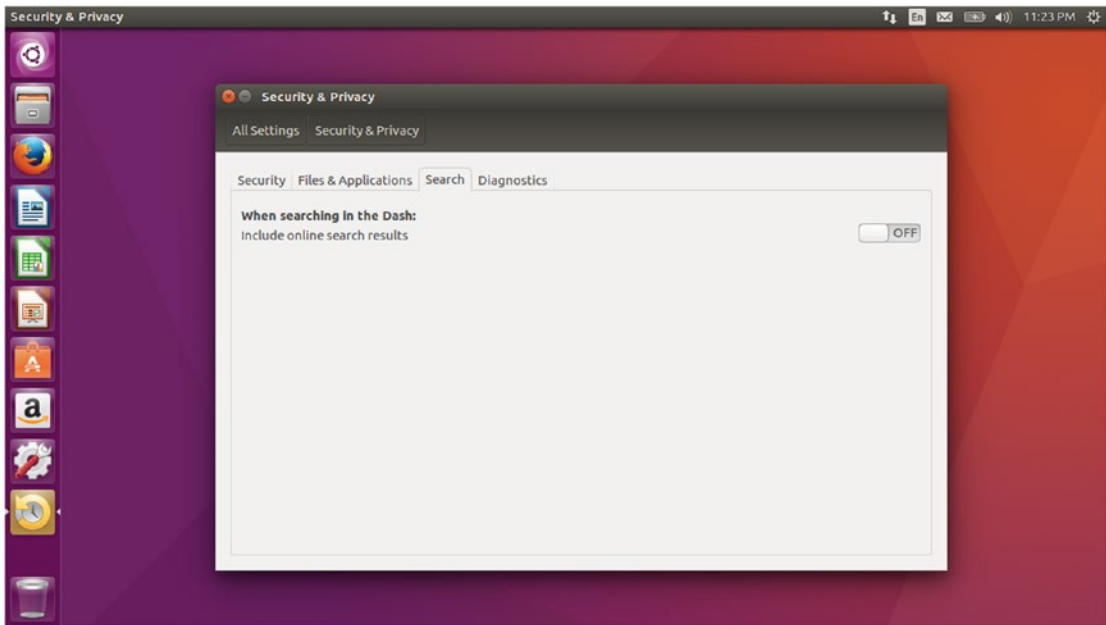 Security & Privacy
En
11:23 PM
Security & Privacy
All Settings Security & Privacy
Security Files & Applications Search Diagnostics
When searching in the Dash:
Include online search results
OFF
a